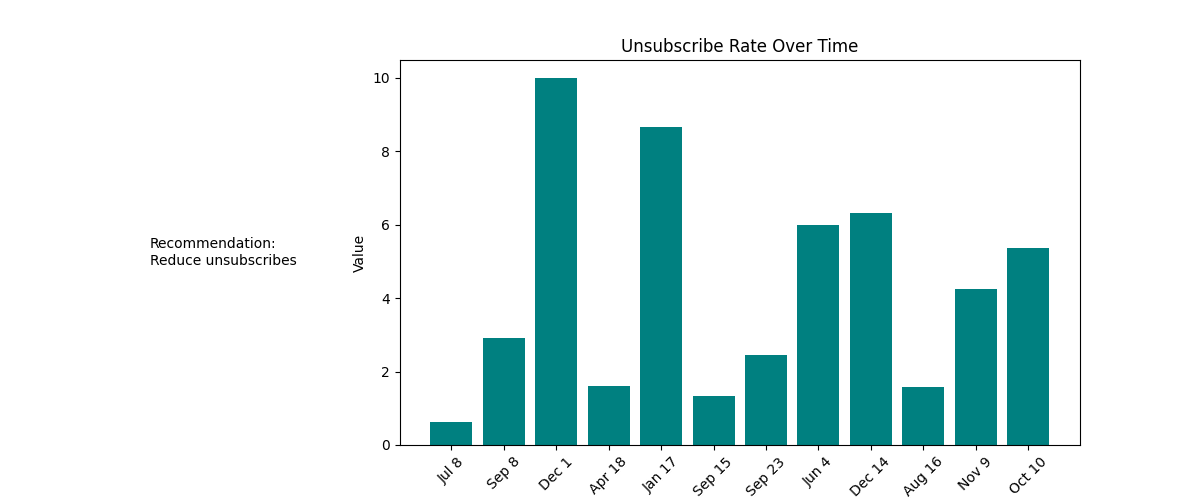 Unsubscribe Rate Over Time
Recommendation:
Reduce unsubscribes
Value
10
8
6
4
2
0
Jul 8
Sep 8
Dec 1
Apr 18
Jan 17
Sep 15
Sep 23
Jun 4
Dec 14
Aug 16
Nov 9
Oct 10